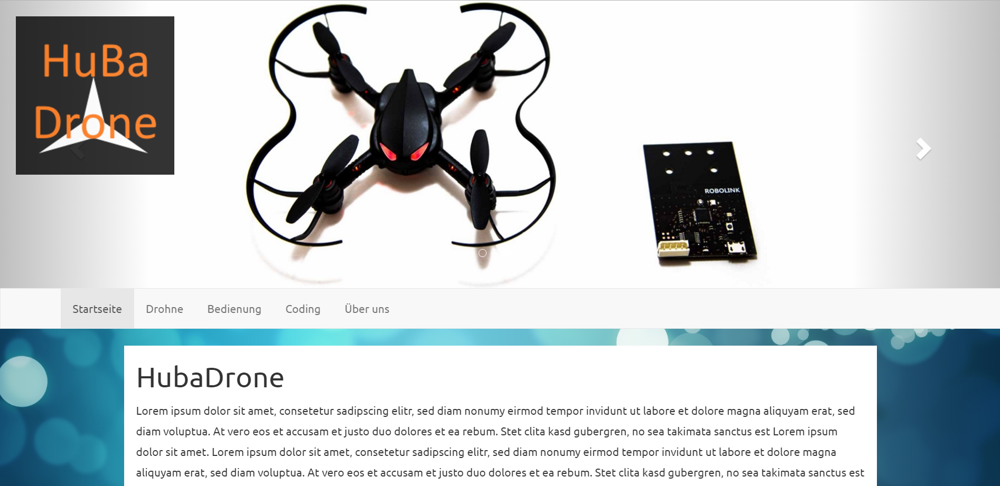 HuBa
Drone
ROBOLINK
Startseite Drohne Bedienung Coding Über uns
HubaDrone
Lorem ipsum dolor sit amet, consetetur sadipscing elitr, sed diam nonumy eirmod tempor invidunt ut labore et dolore magna aliquyam erat, sed
diam voluptua. At vero eos et accusam et justo duo dolores et ea rebum. Stet clita kasd gubergren, no sea takimata sanctus est Lorem ipsum
dolor sit amet. Lorem ipsum dolor sit amet, consetetur sadipscing elitr, sed diam nonumy eirmod tempor invidunt ut labore et dolore magna
aliquyam erat, sed diam voluptua. At vero eos et accusam et justo duo dolores et ea rebum. Stet clita kasd gubergren, no sea takimata sanctus est